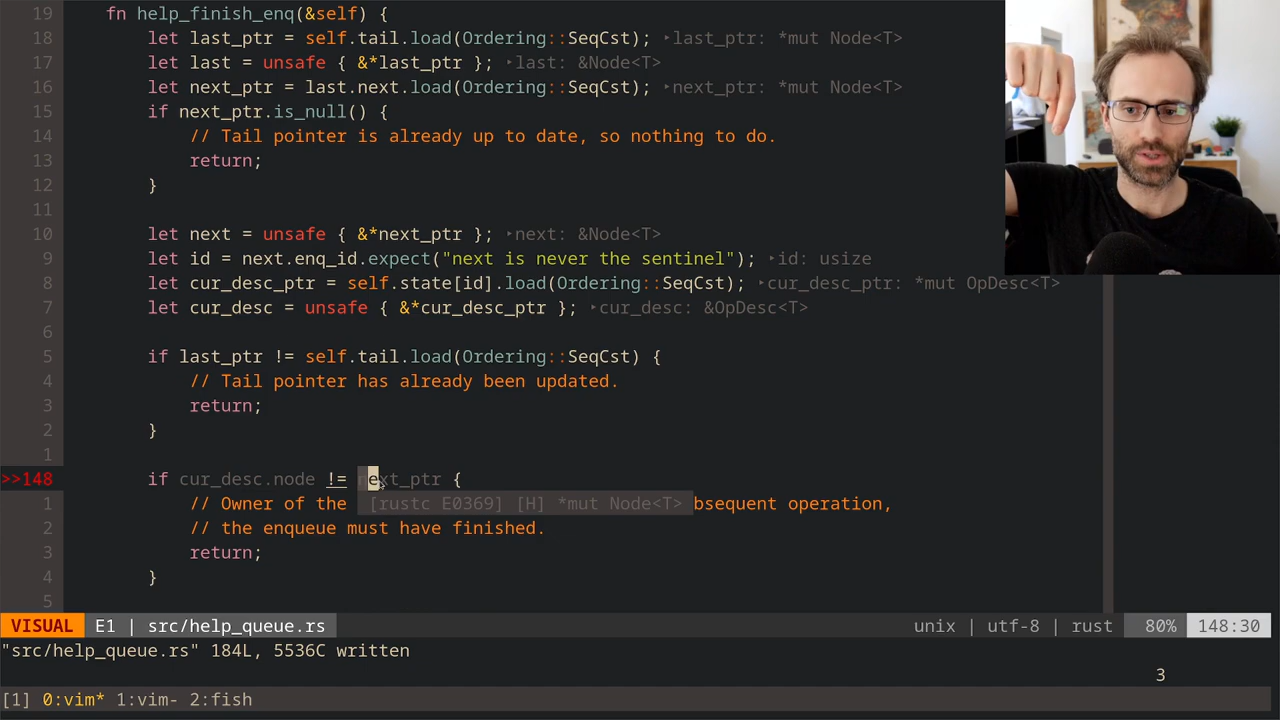 19 fn help_finish_enq(&self) {
18 let last_ptr = self.tail.load(Ordering::SeqCst); ‣last_ptr: *mut Node<T>
17 let last = unsafe { &*last_ptr }; ‣last: &Node<T>
16 let next_ptr = last.next.load(Ordering::SeqCst); ‣next_ptr: *mut Node<T>
15 if next_ptr.is_null() {
14 // Tail pointer is already up to date, so nothing to do.
13 return;
12 }
11
10 let next = unsafe { &*next_ptr }; ‣next: &Node<T>
9 let id = next.enq_id.expect("next is never the sentinel"); ‣id: usize
8 let cur_desc_ptr = self.state[id].load(Ordering::SeqCst); ‣cur_desc_ptr: *mut OpDesc<T>
7 let cur_desc = unsafe { &*cur_desc_ptr }; ‣cur_desc: &OpDesc<T>
6
5 if last_ptr != self.tail.load(Ordering::SeqCst) {
4 // Tail pointer has already been updated.
3 return;
2 }
1
>>148 if cur_desc.node != next_ptr {
1 // Owner of the [rustc E0369] [H] *mut Node<T> bsequent operation,
2 // the enqueue must have finished.
3 return;
4 }
5
VISUAL E1 | src/help_queue.rs unix | utf-8 | rust 80% 148:30
"src/help_queue.rs" 184L, 5536C written
3
[1] 0:vim* 1:vim- 2:fish